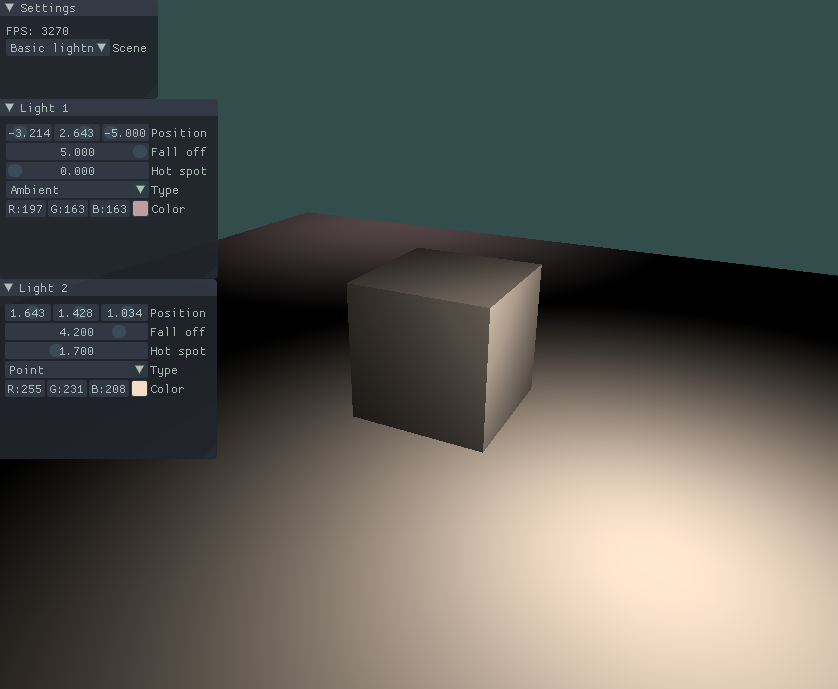 Settings
FPS: 3270
Basic lightn Scene
Light 1
-3.214 2.643 -5.000 Position
5.000 Fall off
0.000 Hot spot
Ambient Type
R:197 G:163 B:163 Color
Light 2
1.643 1.428 1.034 Position
4.200 Fall off
1.700 Hot spot
Point Type
R:255 G:231 B:208 Color